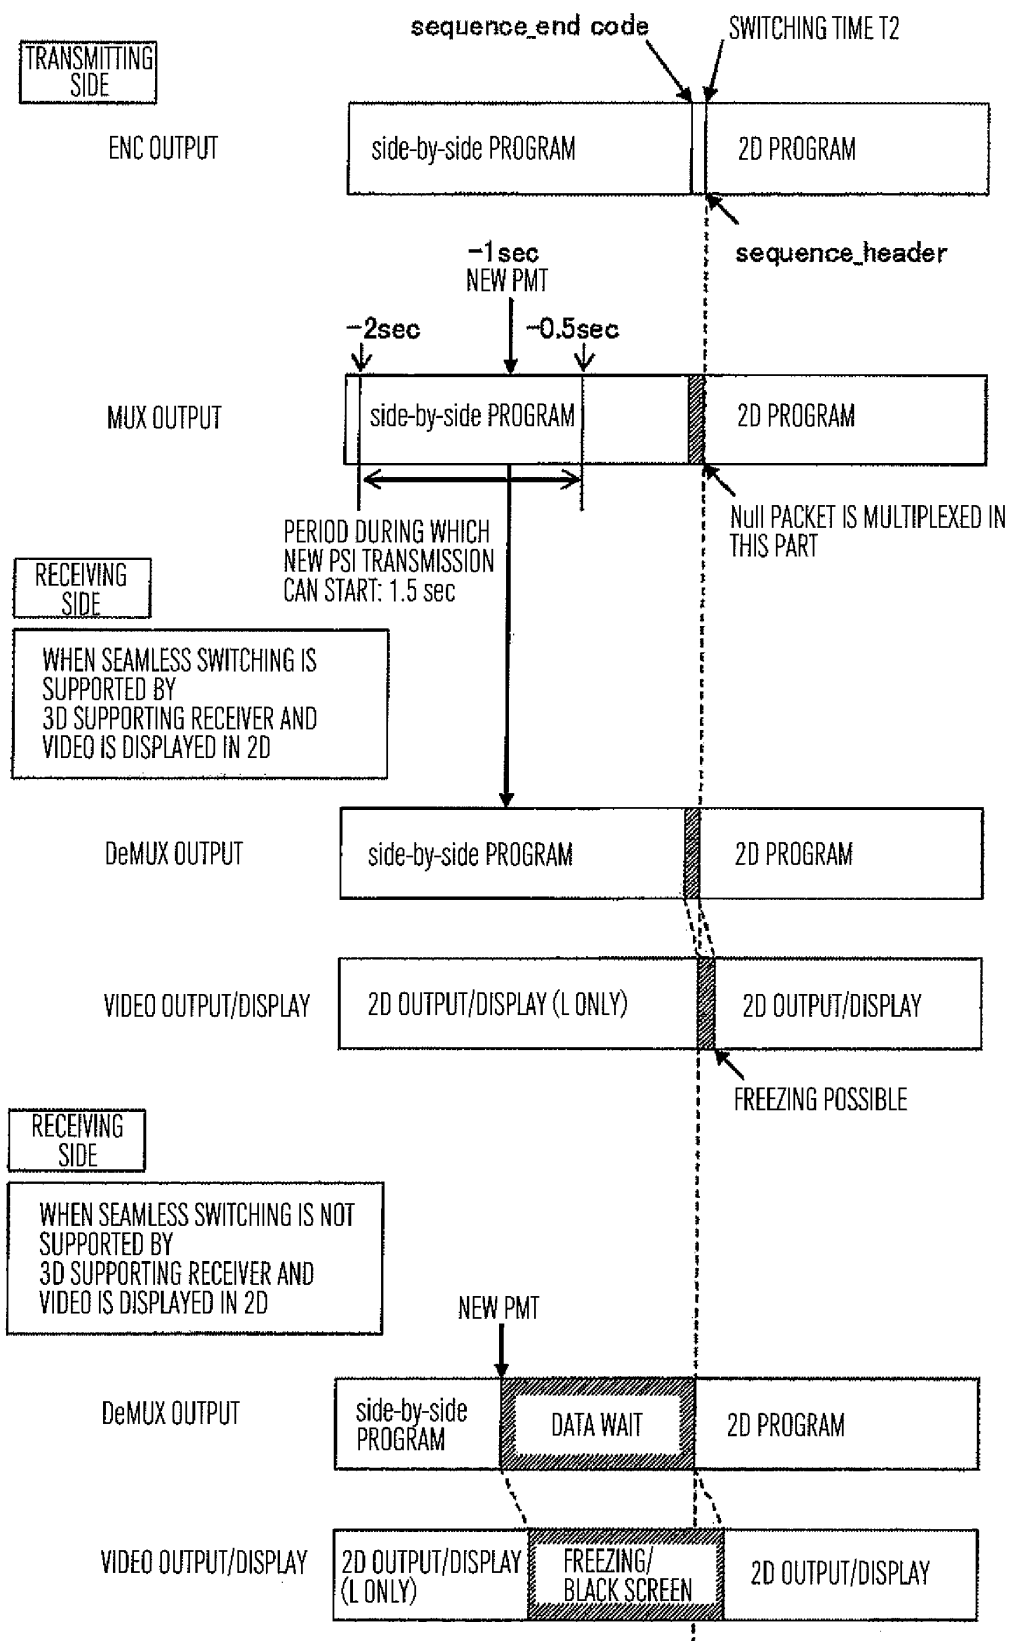 sequence_end code
SWITCHING TIME T2
TRANSMITTING
SIDE
ENC OUTPUT
side-by-side PROGRAM
2D PROGRAM
sequence_header
-1sec
NEW PMT
-2sec
-0.5sec
MUX OUTPUT
side-by-side PROGRAM
2D PROGRAM
Null PACKET IS MULTIPLEXED IN
THIS PART
PERIOD DURING WHICH
NEW PSI TRANSMISSION
CAN START: 1.5 sec
RECEIVING
SIDE
WHEN SEAMLESS SWITCHING IS
SUPPORTED BY
3D SUPPORTING RECEIVER AND
VIDEO IS DISPLAYED IN 2D
DeMUX OUTPUT
side-by-side PROGRAM
2D PROGRAM
VIDEO OUTPUT/DISPLAY
2D OUTPUT/DISPLAY (L ONLY)
2D OUTPUT/DISPLAY
FREEZING POSSIBLE
RECEIVING
SIDE
WHEN SEAMLESS SWITCHING IS NOT
SUPPORTED BY
3D SUPPORTING RECEIVER AND
VIDEO IS DISPLAYED IN 2D
NEW PMT
DeMUX OUTPUT
side-by-side
PROGRAM
DATA WAIT
2D PROGRAM
VIDEO OUTPUT/DISPLAY
2D OUTPUT/DISPLAY
(L ONLY)
FREEZING/
BLACK SCREEN
2D OUTPUT/DISPLAY